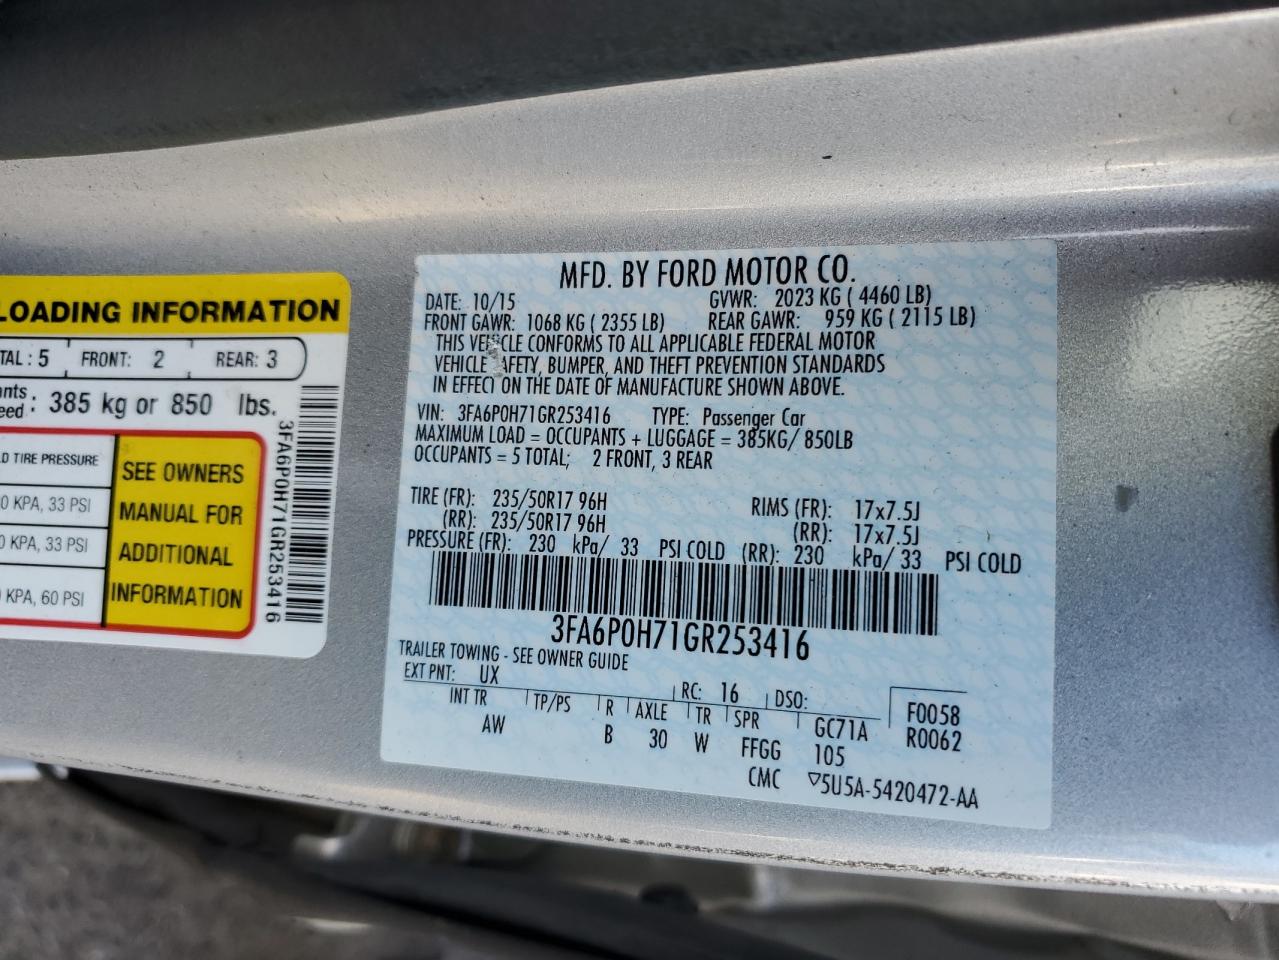 LOADING INFORMATION
TAL : 5 FRONT: 2 REAR: 3
nts
eed : 385 kg or 850 lbs.
D TIRE PRESSURE
0 KPA, 33 PSI
0 KPA, 33 PSI
0 KPA, 60 PSI
SEE OWNERS
MANUAL FOR
ADDITIONAL
INFORMATION
3FA6P0H71GR253416
MFD. BY FORD MOTOR CO.
DATE: 10/15 GVWR: 2023 KG ( 4460 LB)
FRONT GAWR: 1068 KG ( 2355 LB) REAR GAWR: 959 KG ( 2115 LB)
THIS VEHICLE CONFORMS TO ALL APPLICABLE FEDERAL MOTOR
VEHICLE SAFETY, BUMPER, AND THEFT PREVENTION STANDARDS
IN EFFECT ON THE DATE OF MANUFACTURE SHOWN ABOVE.
VIN: 3FA6P0H71GR253416 TYPE: Passenger Car
MAXIMUM LOAD = OCCUPANTS + LUGGAGE = 385KG/ 850LB
OCCUPANTS = 5 TOTAL; 2 FRONT, 3 REAR
TIRE (FR): 235/50R17 96H RIMS (FR): 17x7.5J
(RR): 235/50R17 96H (RR): 17x7.5J
PRESSURE (FR): 230 kPa/ 33 PSI COLD (RR): 230 kPa/ 33 PSI COLD
3FA6P0H71GR253416
TRAILER TOWING - SEE OWNER GUIDE
EXT PNT: UX RC: 16 DSO: F0058
INT TR TP/PS R AXLE TR SPR GC71A R0062
AW B 30 W FFGG 105
CMC ▽5U5A-5420472-AA